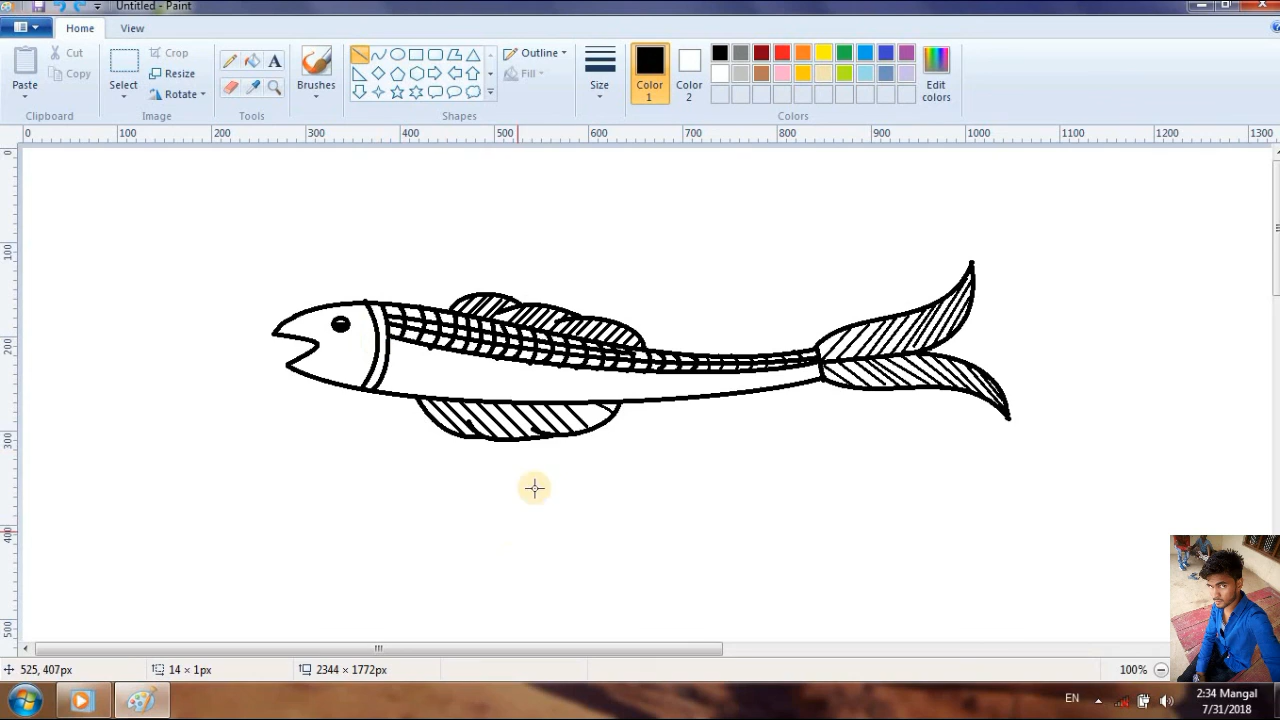 Untitled - Paint
Home View
Paste
Cut
Copy
Select
Crop
Resize
Rotate
Brushes
Outline
Fill
Size
Color 1
Color 2
Edit colors
Clipboard Image Tools Shapes Colors
0 100 200 300 400 500 600 700 800 900 1000 1100 1200 1300
0
100
200
300
400
500
525, 407px 14 × 1px 2344 × 1772px 100%
EN
2:34 Mangal
7/31/2018